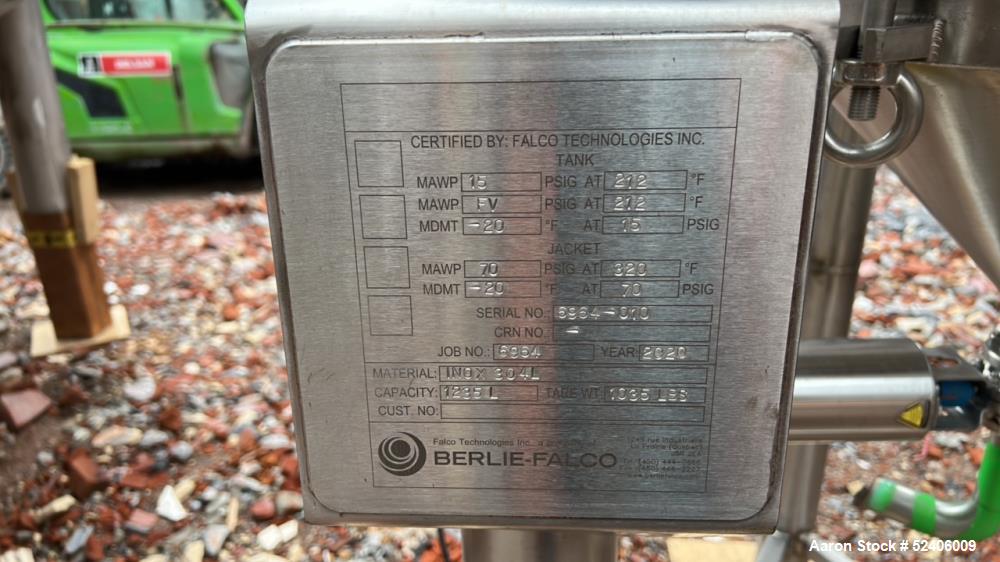 CERTIFIED BY: FALCO TECHNOLOGIES INC.
TANK
MAWP 15 PSIG AT 212 °F
MAWP FV PSIG AT 212 °F
MDMT -20 °F AT 15 PSIG
JACKET
MAWP 70 PSIG AT 320 °F
MDMT -20 °F AT 70 PSIG
SERIAL NO.: 6964-010
CRN NO.: -
JOB NO.: 6964 YEAR 2020
MATERIAL: INOX 304L
CAPACITY: 1235 L TARE WT. 1035 LBS
CUST. NO:
Falco Technologies Inc.
BERLIE-FALCO
Aaron Stock # 52406009